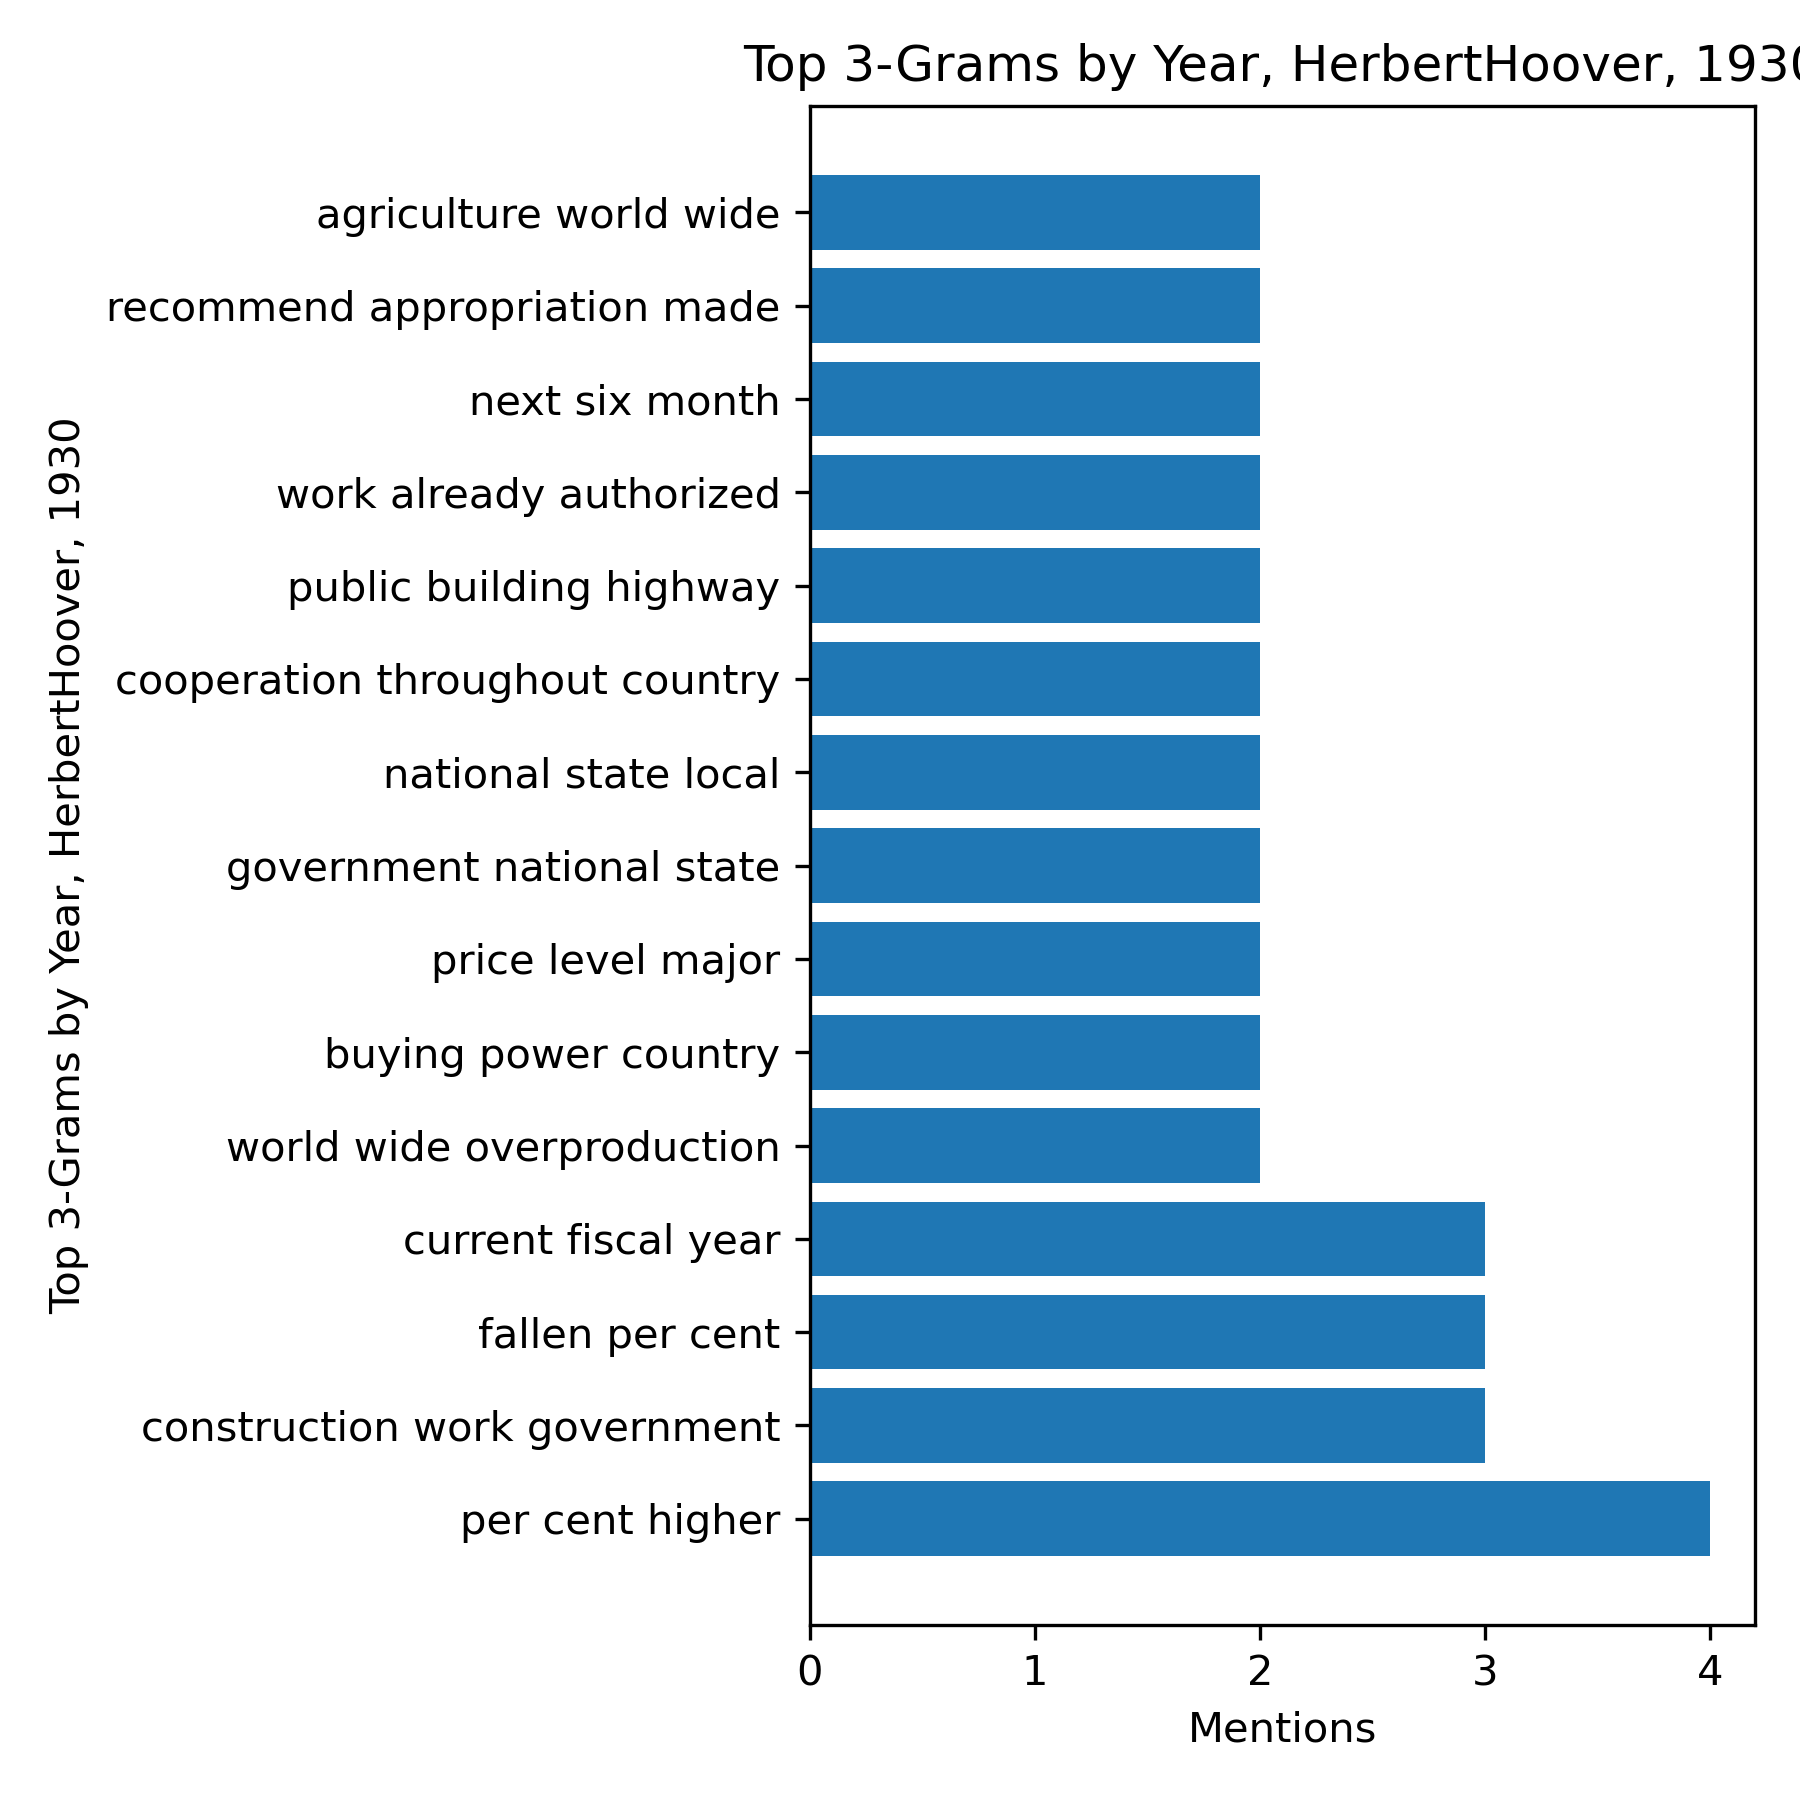 Top 3-Grams by Year, HerbertHoover, 1930
Top 3-Grams by Year, HerbertHoover, 1930
agriculture world wide
recommend appropriation made
next six month
work already authorized
public building highway
cooperation throughout country
national state local
government national state
price level major
buying power country
world wide overproduction
current fiscal year
fallen per cent
construction work government
per cent higher
0 1 2 3 4
Mentions